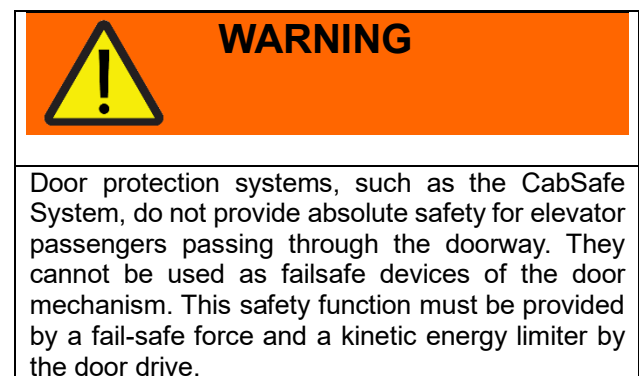 WARNING
Door protection systems, such as the CabSafe
System, do not provide absolute safety for elevator
passengers passing through the doorway. They
cannot be used as failsafe devices of the door
mechanism. This safety function must be provided
by a fail-safe force and a kinetic energy limiter by
the door drive.